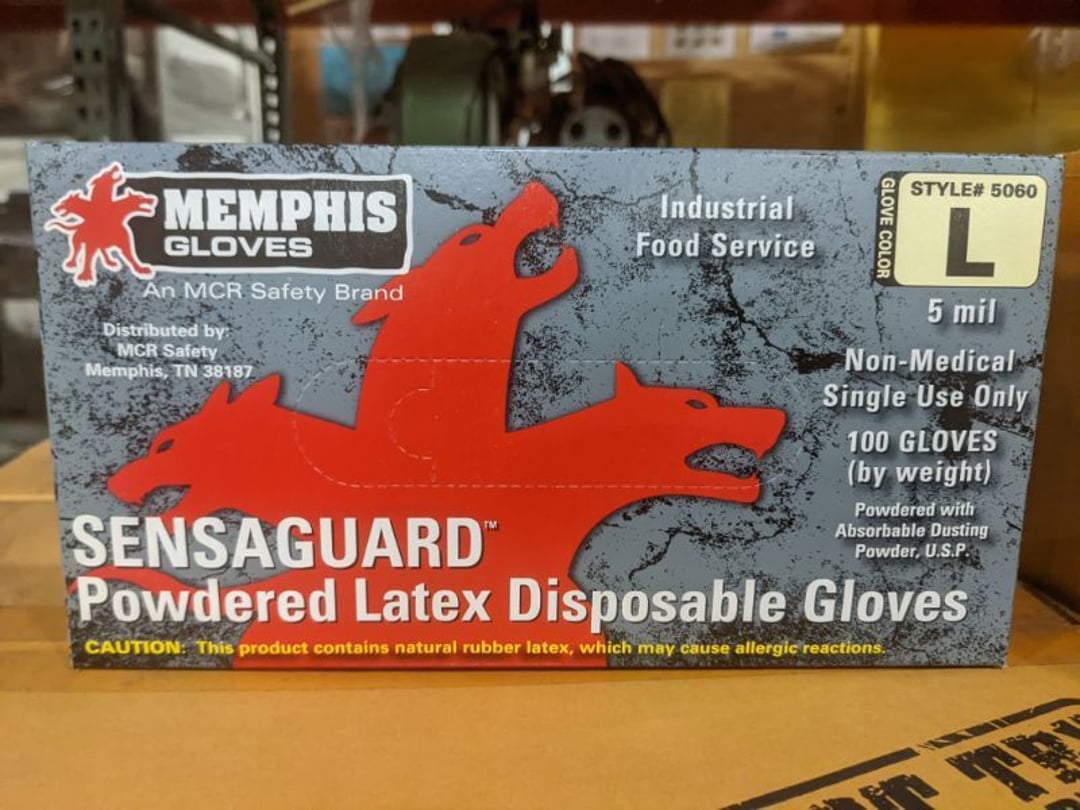 MEMPHIS
GLOVES
An MCR Safety Brand
Distributed by:
MCR Safety
Memphis, TN 38187
Industrial
Food Service
GLOVE COLOR
STYLE# 5060
L
5 mil
Non-Medical
Single Use Only
100 GLOVES
(by weight)
Powdered with
Absorbable Dusting
Powder, U.S.P.
SENSAGUARD™
Powdered Latex Disposable Gloves
CAUTION: This product contains natural rubber latex, which may cause allergic reactions.